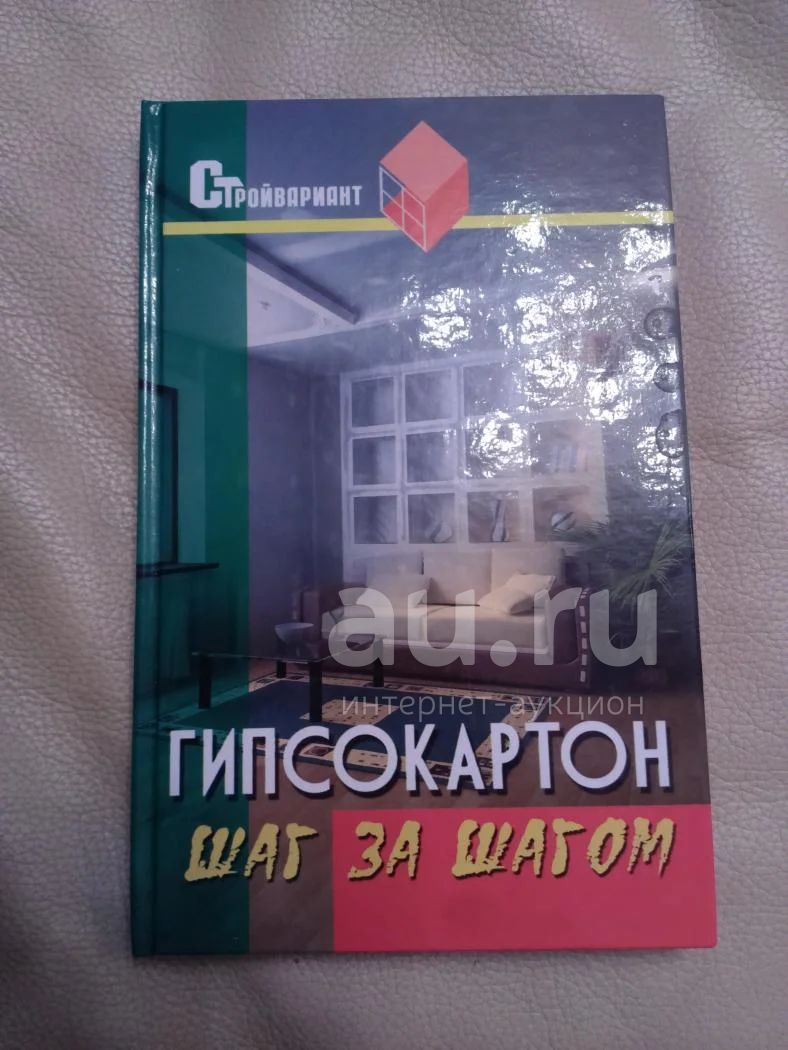 СТРОЙВАРИАНТ
au.ru
интернет-аукцион
ГИПСОКАРТОН
ШАГ ЗА ШАГОМ